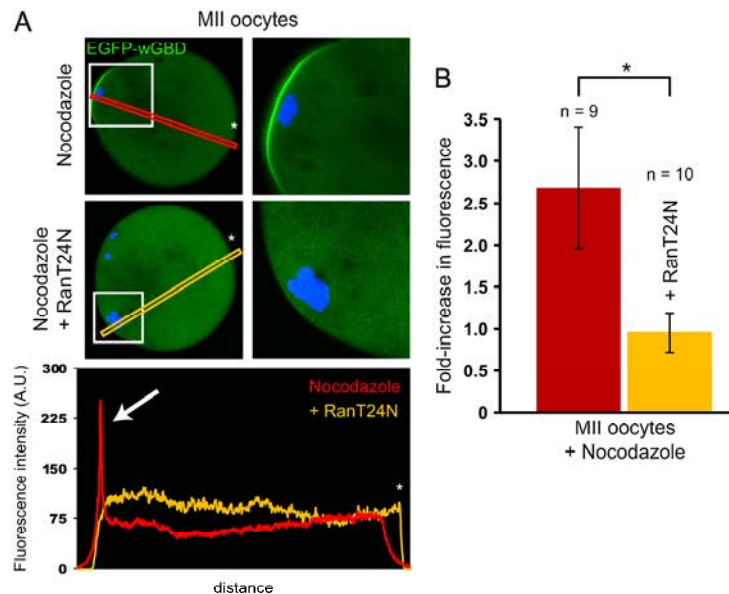 A
MII oocytes
EGFP-wGBD
Nocodazole
*
Nocodazole
+ RanT24N
*
Fluorescence intensity (A.U.)
300
225
150
75
0
Nocodazole
+ RanT24N
*
distance
B
*
Fold-increase in fluorescence
3.5
3.0
2.5
2.0
1.5
1.0
0.5
0
n = 9
n = 10
+ RanT24N
MII oocytes
+ Nocodazole